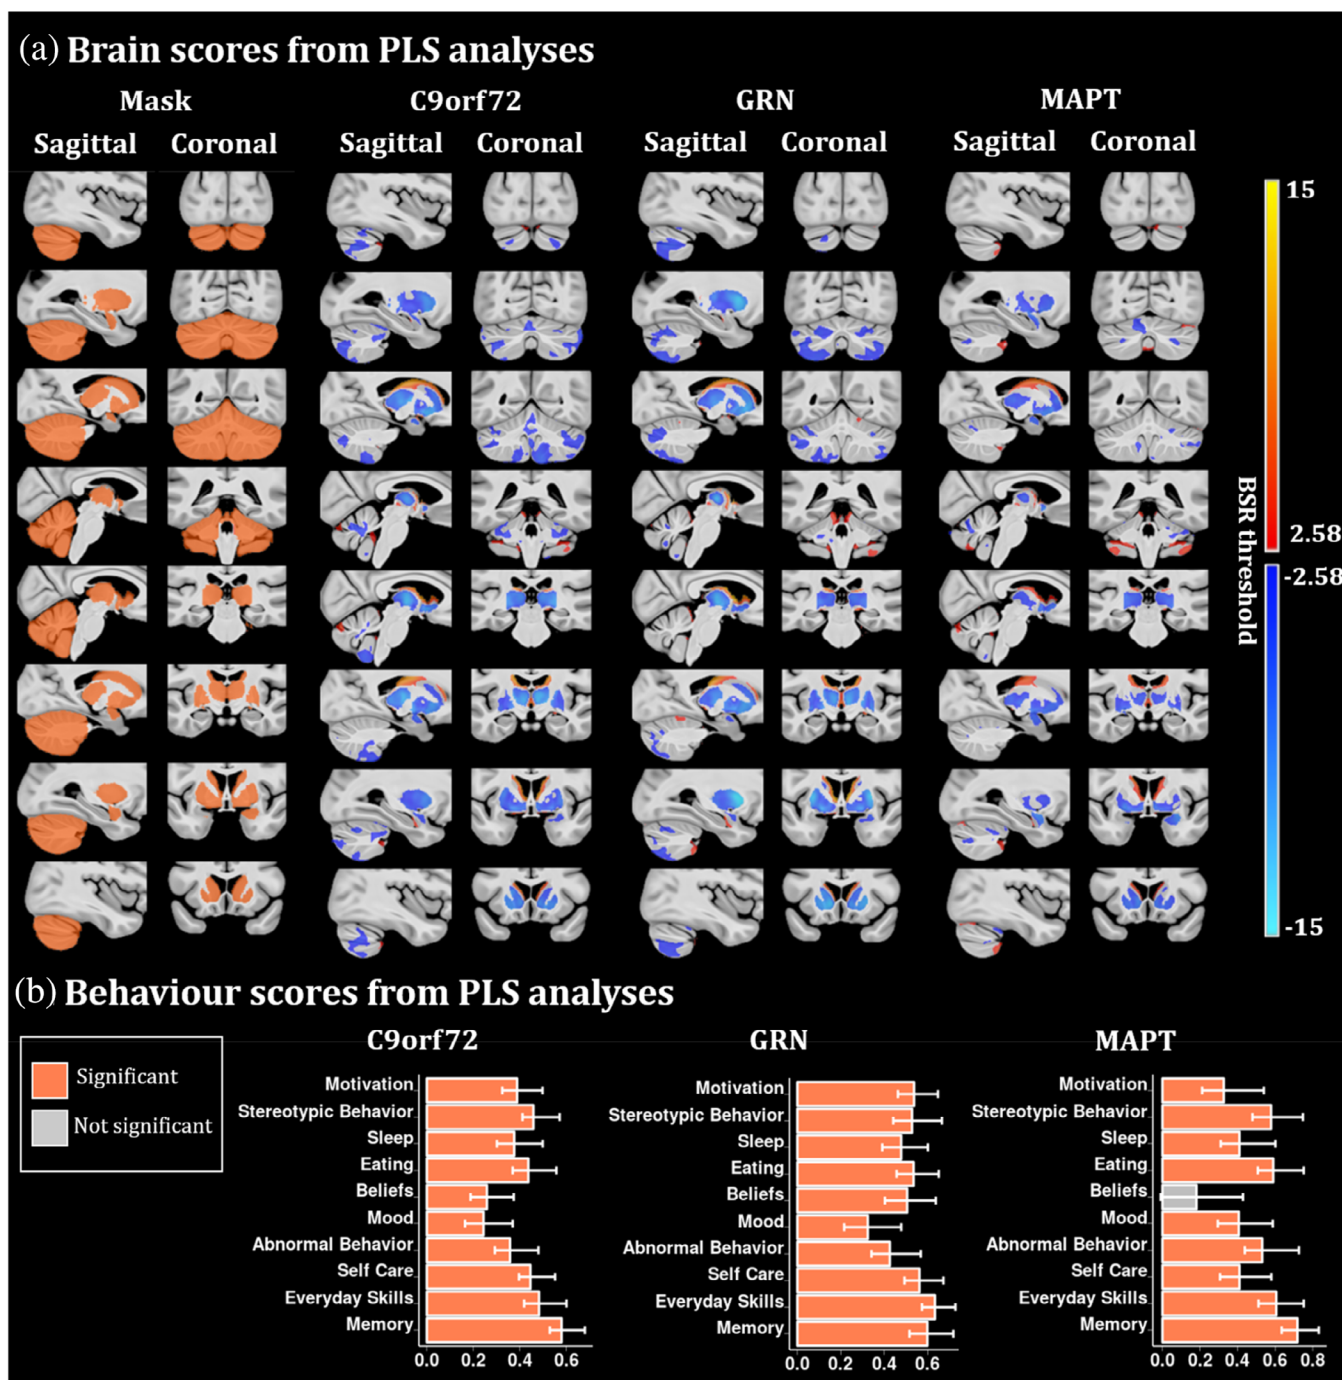 (a) Brain scores from PLS analyses
Mask C9orf72 GRN MAPT
Sagittal Coronal Sagittal Coronal Sagittal Coronal Sagittal Coronal
15
2.58
BSR threshold
-2.58
-15
(b) Behaviour scores from PLS analyses
Significant
Not significant
C9orf72
Motivation
Stereotypic Behavior
Sleep
Eating
Beliefs
Mood
Abnormal Behavior
Self Care
Everyday Skills
Memory
0.0 0.2 0.4 0.6
GRN
Motivation
Stereotypic Behavior
Sleep
Eating
Beliefs
Mood
Abnormal Behavior
Self Care
Everyday Skills
Memory
0.0 0.2 0.4 0.6
MAPT
Motivation
Stereotypic Behavior
Sleep
Eating
Beliefs
Mood
Abnormal Behavior
Self Care
Everyday Skills
Memory
0.0 0.2 0.4 0.6 0.8